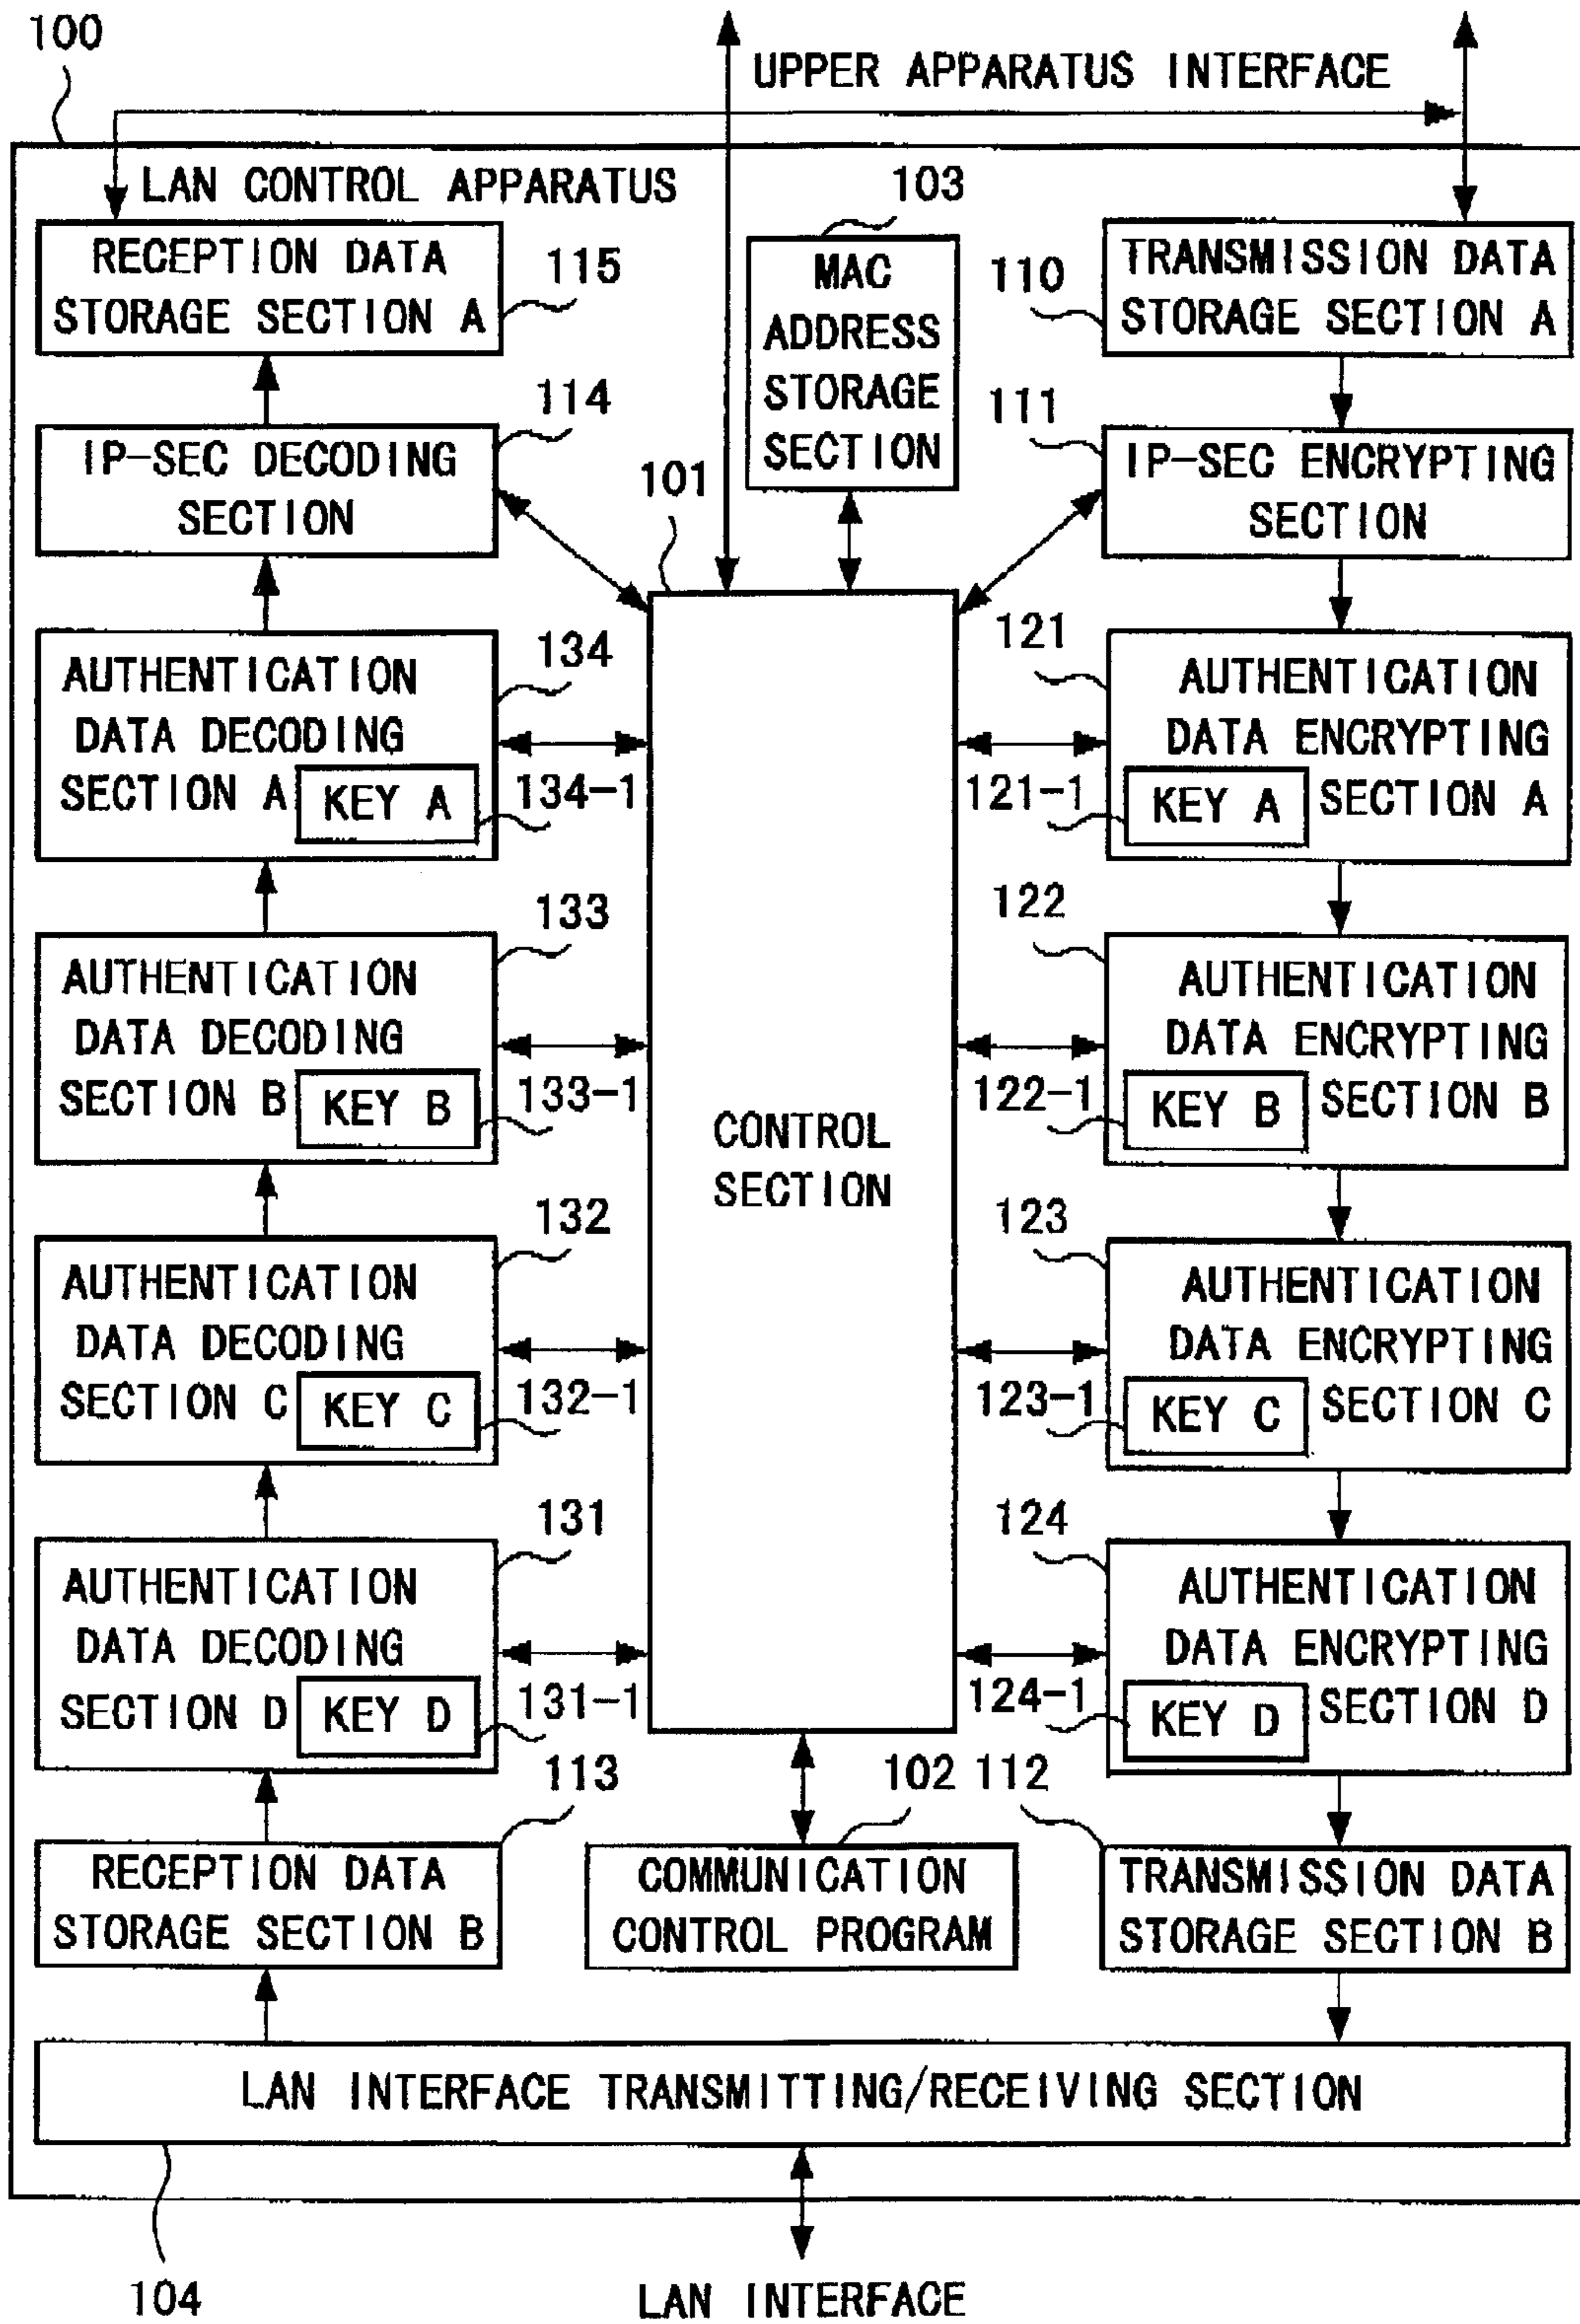 100
UPPER APPARATUS INTERFACE
LAN CONTROL APPARATUS
103
RECEPTION DATA
STORAGE SECTION A
115
MAC
ADDRESS
STORAGE
SECTION
110
TRANSMISSION DATA
STORAGE SECTION A
114
IP-SEC DECODING
SECTION
101
111
IP-SEC ENCRYPTING
SECTION
134
AUTHENTICATION
DATA DECODING
SECTION A
KEY A
134-1
121
AUTHENTICATION
DATA ENCRYPTING
SECTION A
121-1
KEY A
133
AUTHENTICATION
DATA DECODING
SECTION B
KEY B
133-1
CONTROL
SECTION
122
AUTHENTICATION
DATA ENCRYPTING
SECTION B
122-1
KEY B
132
AUTHENTICATION
DATA DECODING
SECTION C
KEY C
132-1
123
AUTHENTICATION
DATA ENCRYPTING
SECTION C
123-1
KEY C
131
AUTHENTICATION
DATA DECODING
SECTION D
KEY D
131-1
124
AUTHENTICATION
DATA ENCRYPTING
SECTION D
124-1
KEY D
113
RECEPTION DATA
STORAGE SECTION B
102
COMMUNICATION
CONTROL PROGRAM
112
TRANSMISSION DATA
STORAGE SECTION B
LAN INTERFACE TRANSMITTING/RECEIVING SECTION
104
LAN INTERFACE